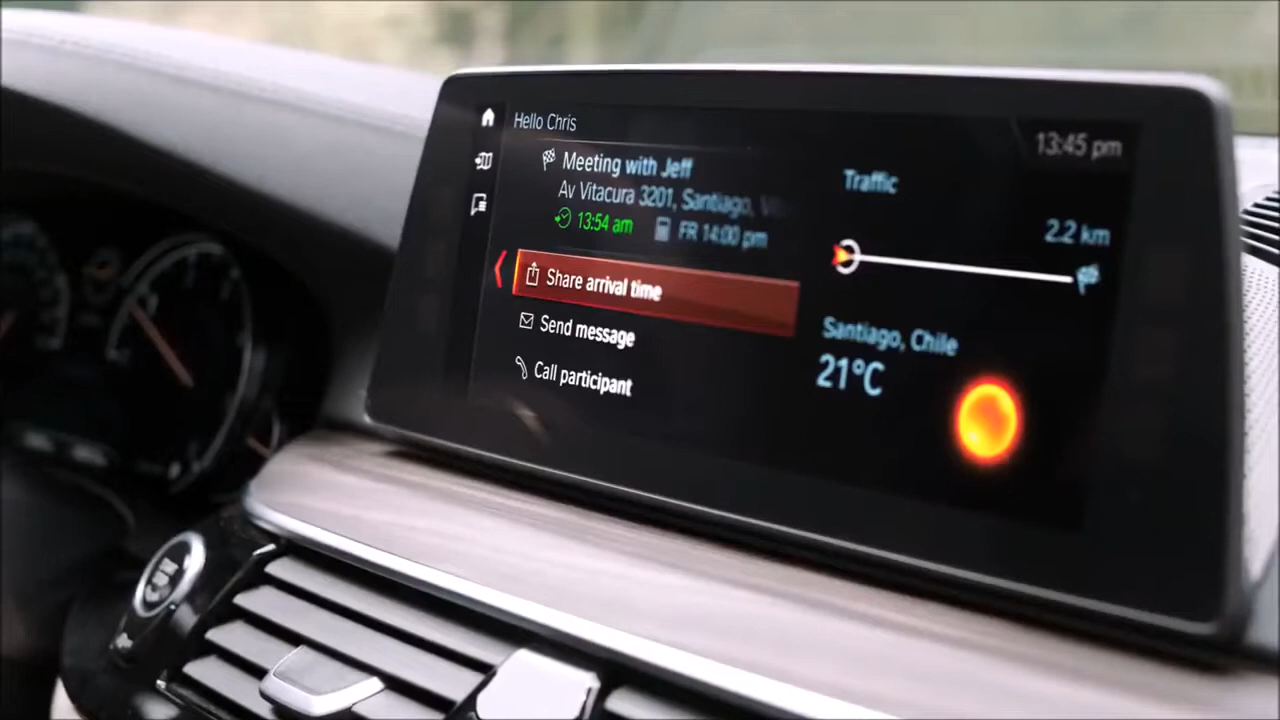 Hello Chris
13:45 pm
Meeting with Jeff
Av Vitacura 3201, Santiago,
13:54 am FR 14:00 pm
Share arrival time
Send message
Call participant
Traffic
2.2 km
Santiago, Chile
21°C